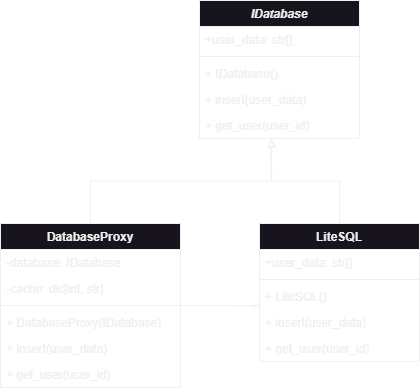 IDatabase
+user_data: str[]
+ IDatabase()
+ insert(user_data)
+ get_user(user_id)
DatabaseProxy
-database: IDatabase
-cache: dic[int, str]
+ DatabaseProxy(IDatabase)
+ insert(user_data)
+ get_user(user_id)
LiteSQL
+user_data: str[]
+ LiteSQL()
+ insert(user_data)
+ get_user(user_id)